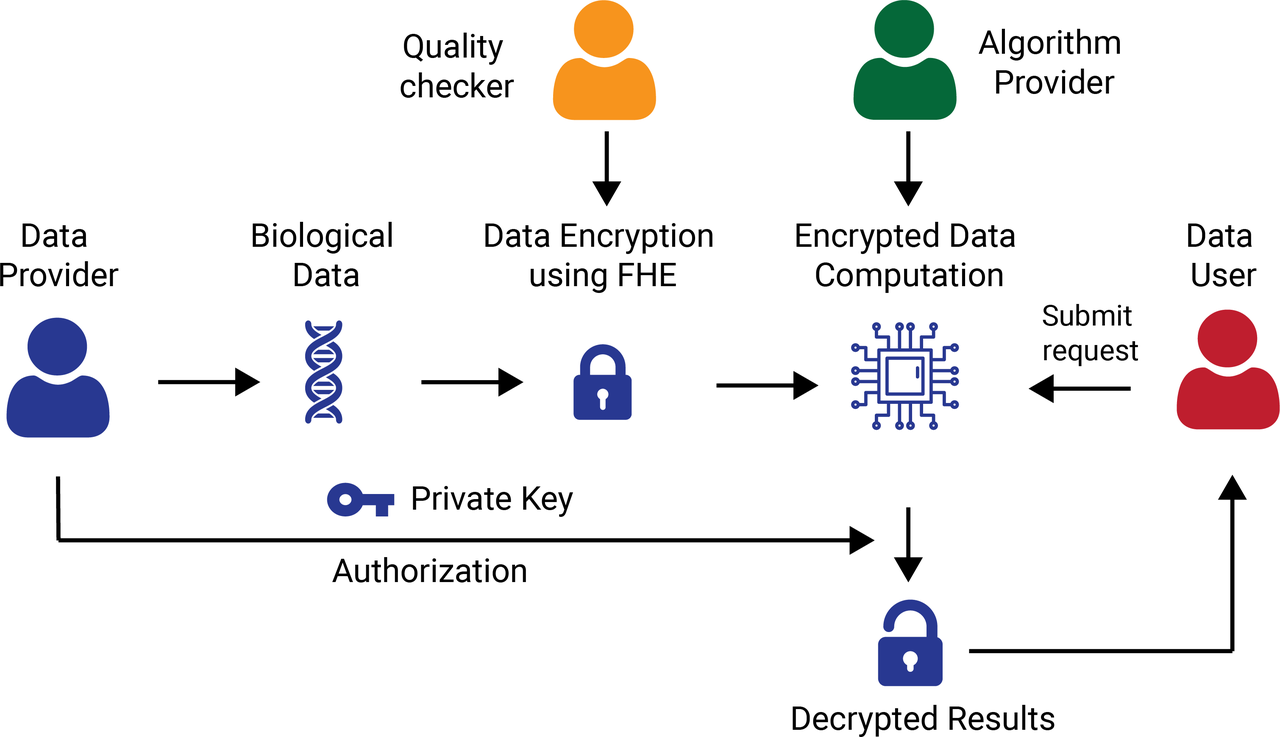 Quality
checker
Algorithm
Provider
Data
Provider
Biological
Data
Data Encryption
using FHE
Encrypted Data
Computation
Data
User
Submit
request
Private Key
Authorization
Decrypted Results